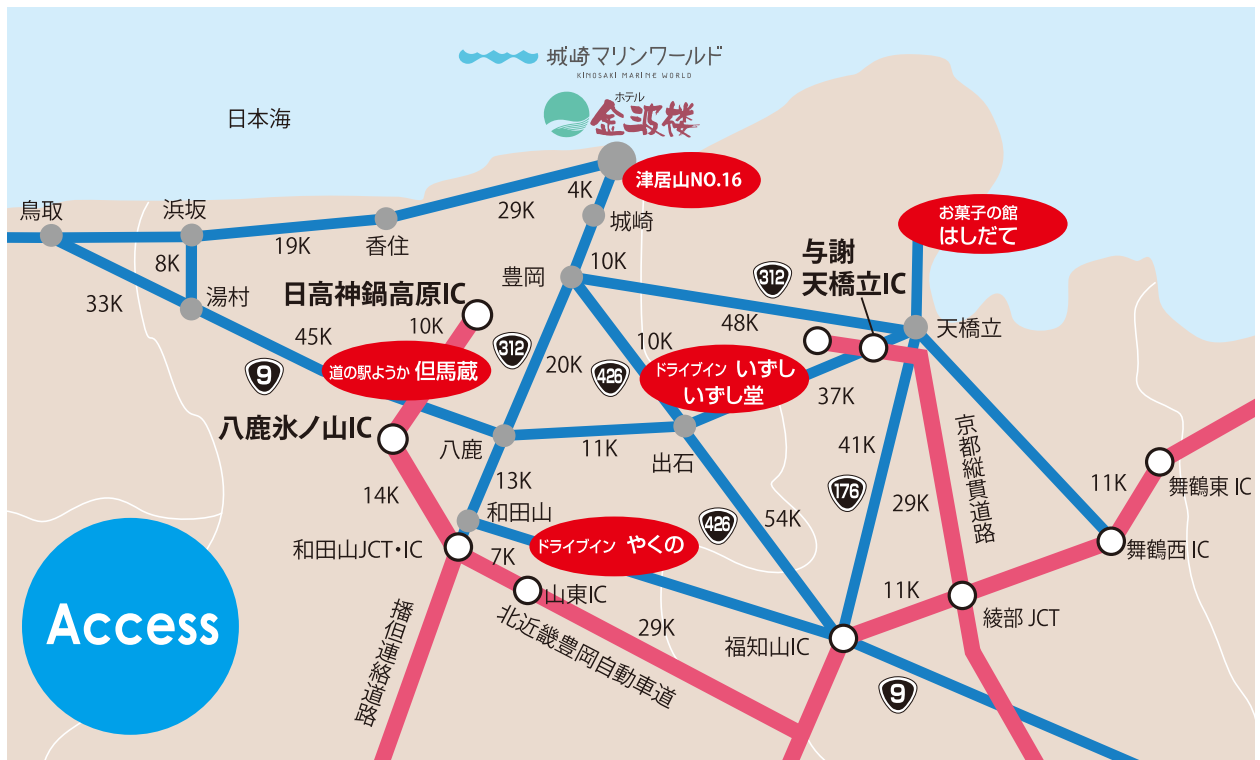 城崎マリンワールド
KINOSAKI MARINE WORLD
ホテル
金波楼
日本海
津居山NO.16
4K
城崎
29K
鳥取
浜坂
19K
香住
お菓子の館
はしだて
8K
33K
湯村
豊岡
10K
312
与謝
天橋立IC
日高神鍋高原IC
10K
48K
天橋立
45K
312
10K
9
道の駅ようか 但馬蔵
20K
426
ドライブイン いずし
いずし堂
37K
八鹿氷ノ山IC
八鹿
11K
出石
41K
京都縦貫道路
14K
13K
和田山
176
29K
11K
舞鶴東 IC
426
54K
和田山JCT・IC
7K
ドライブイン やくの
舞鶴西 IC
山東IC
11K
綾部 JCT
Access
播但連絡道路
北近畿豊岡自動車道
29K
福知山IC
9